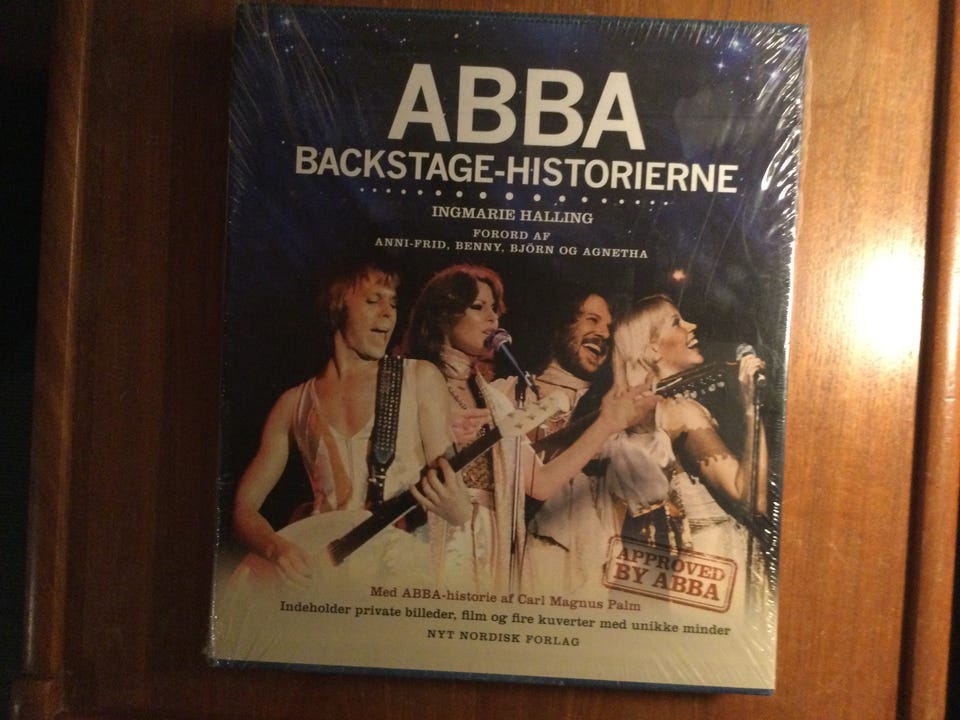 ABBA
BACKSTAGE-HISTORIERNE
INGMARIE HALLING
FORORD AF
ANNI-FRID, BENNY, BJÖRN OG AGNETHA
APPROVED
BY ABBA
Med ABBA-historie af Carl Magnus Palm
Indeholder private billeder, film og fire kuverter med unikke minder
NYT NORDISK FORLAG